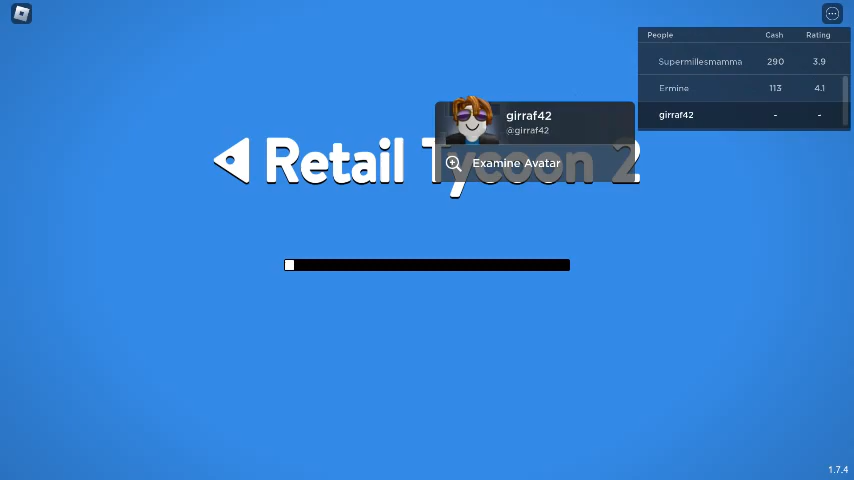 People Cash Rating
Supermillesmamma 290 3.9
Ermine 113 4.1
girraf42 - -
girraf42
@girraf42
Examine Avatar
Retail Tycoon 2
1.7.4